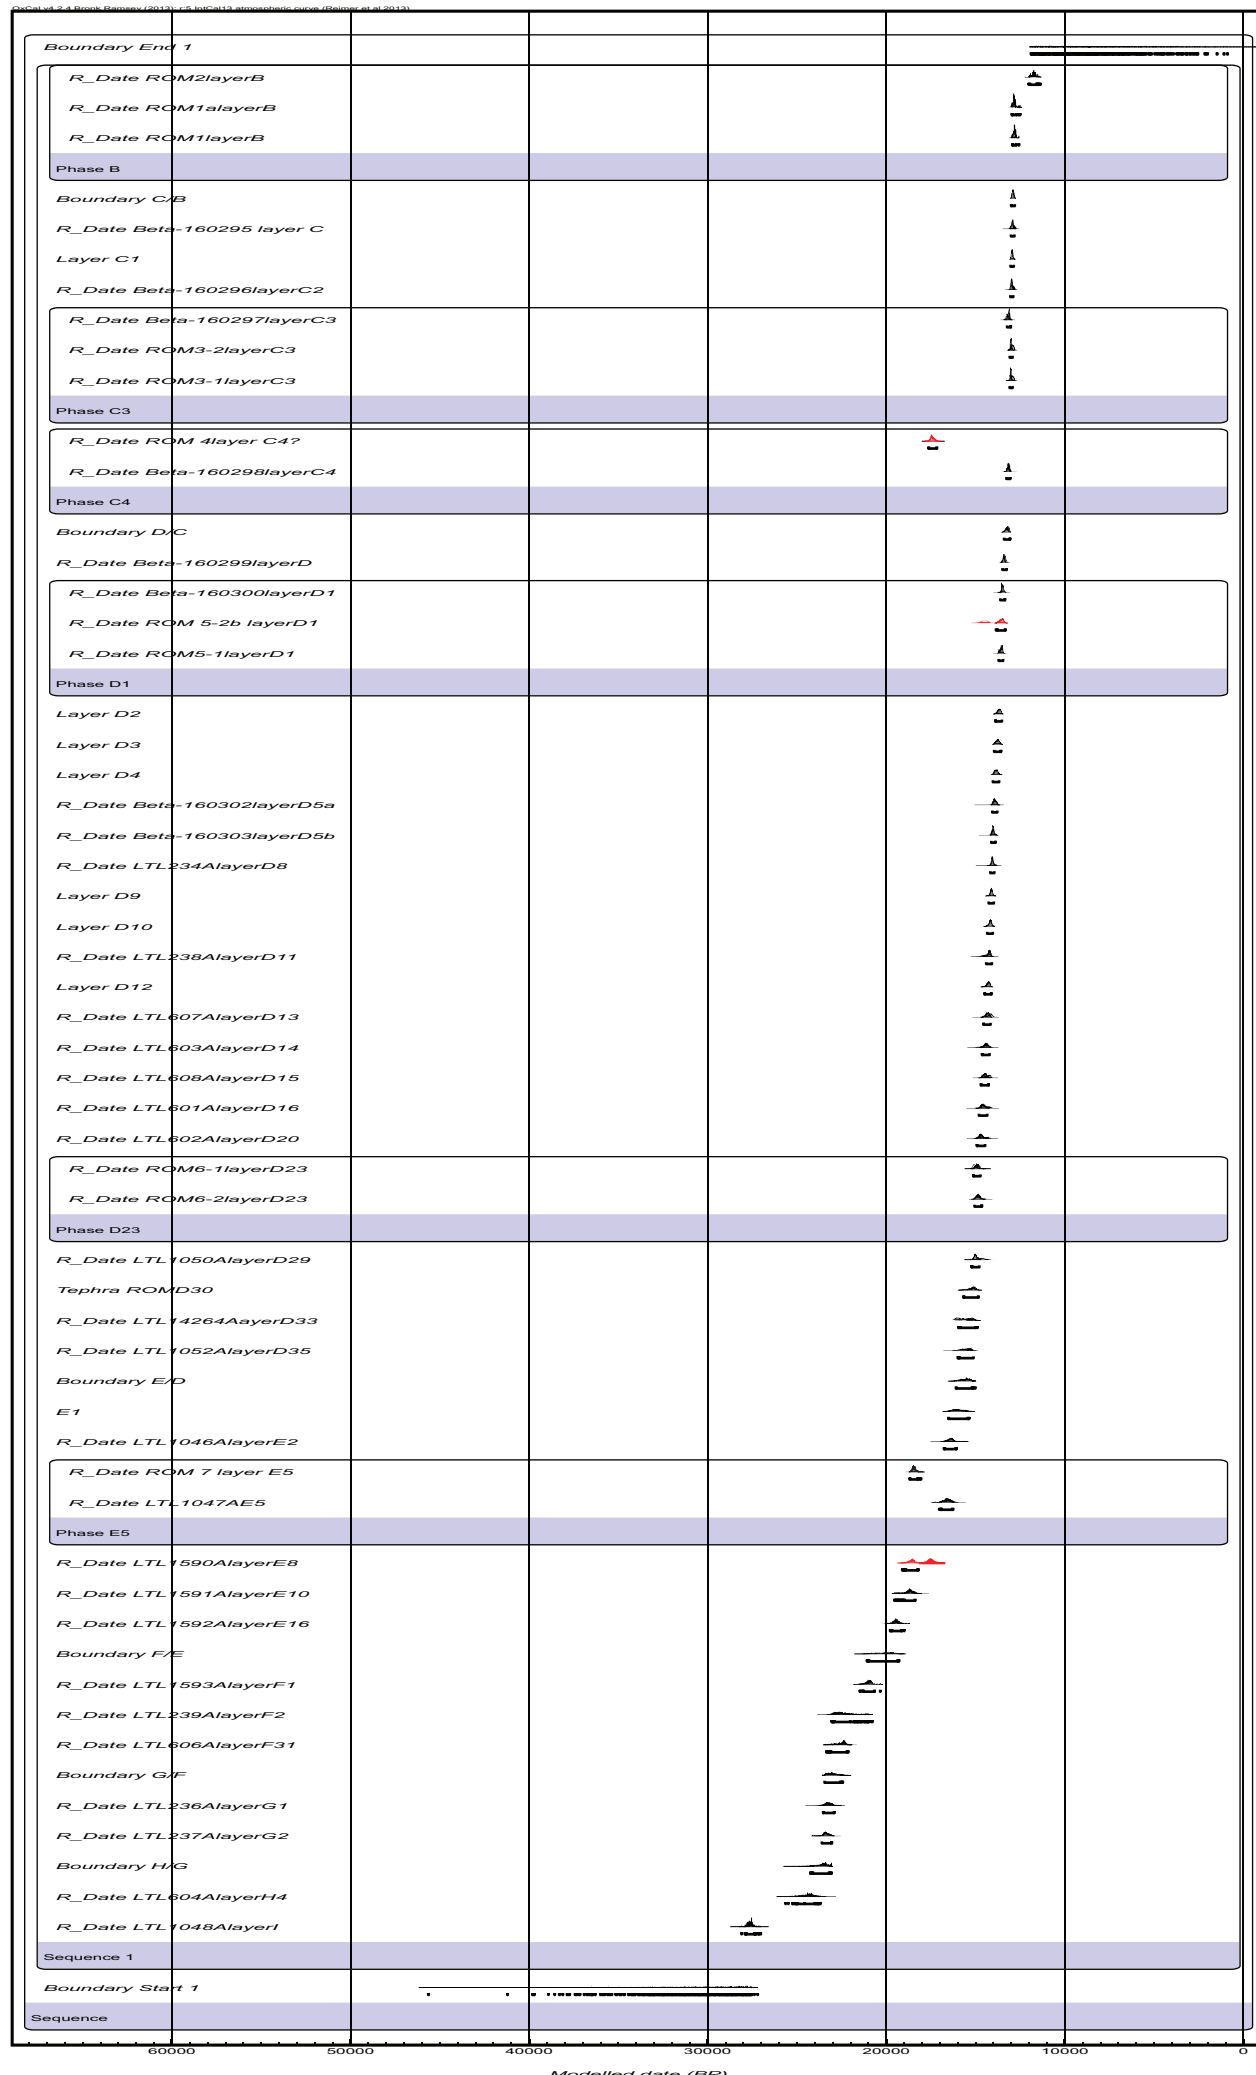 OxCal v4.2.4 Bronk Ramsey (2013); r:5 IntCal13 atmospheric curve (Reimer et al 2013)
Boundary End 1
R_Date ROM2layerB
R_Date ROM1alayerB
R_Date ROM1layerB
Phase B
Boundary C/B
R_Date Beta-160295 layer C
Layer C1
R_Date Beta-160296layerC2
R_Date Beta-160297layerC3
R_Date ROM3-2layerC3
R_Date ROM3-1layerC3
Phase C3
R_Date ROM 4layer C4?
R_Date Beta-160298layerC4
Phase C4
Boundary D/C
R_Date Beta-160299layerD
R_Date Beta-160300layerD1
R_Date ROM 5-2b layerD1
R_Date ROM5-1layerD1
Phase D1
Layer D2
Layer D3
Layer D4
R_Date Beta-160302layerD5a
R_Date Beta-160303layerD5b
R_Date LTL234AlayerD8
Layer D9
Layer D10
R_Date LTL238AlayerD11
Layer D12
R_Date LTL607AlayerD13
R_Date LTL603AlayerD14
R_Date LTL608AlayerD15
R_Date LTL601AlayerD16
R_Date LTL602AlayerD20
R_Date ROM6-1layerD23
R_Date ROM6-2layerD23
Phase D23
R_Date LTL1050AlayerD29
Tephra ROMD30
R_Date LTL14264AayerD33
R_Date LTL1052AlayerD35
Boundary E/D
E1
R_Date LTL1046AlayerE2
R_Date ROM 7 layer E5
R_Date LTL1047AE5
Phase E5
R_Date LTL1590AlayerE8
R_Date LTL1591AlayerE10
R_Date LTL1592AlayerE16
Boundary F/E
R_Date LTL1593AlayerF1
R_Date LTL239AlayerF2
R_Date LTL606AlayerF31
Boundary G/F
R_Date LTL236AlayerG1
R_Date LTL237AlayerG2
Boundary H/G
R_Date LTL604AlayerH4
R_Date LTL1048AlayerI
Sequence 1
Boundary Start 1
Sequence
60000 50000 40000 30000 20000 10000 0
Modelled date (BP)